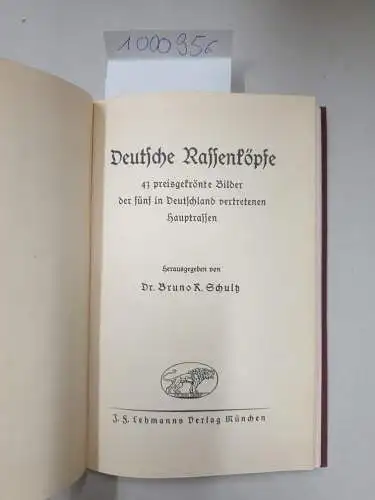 1000956
Deutsche Rassenköpfe
43 preisgekrönte Bilder
der fünf in Deutschland vertretenen
Hauptrassen
Herausgegeben von
Dr. Bruno K. Schultz
J. F. Lehmanns Verlag München